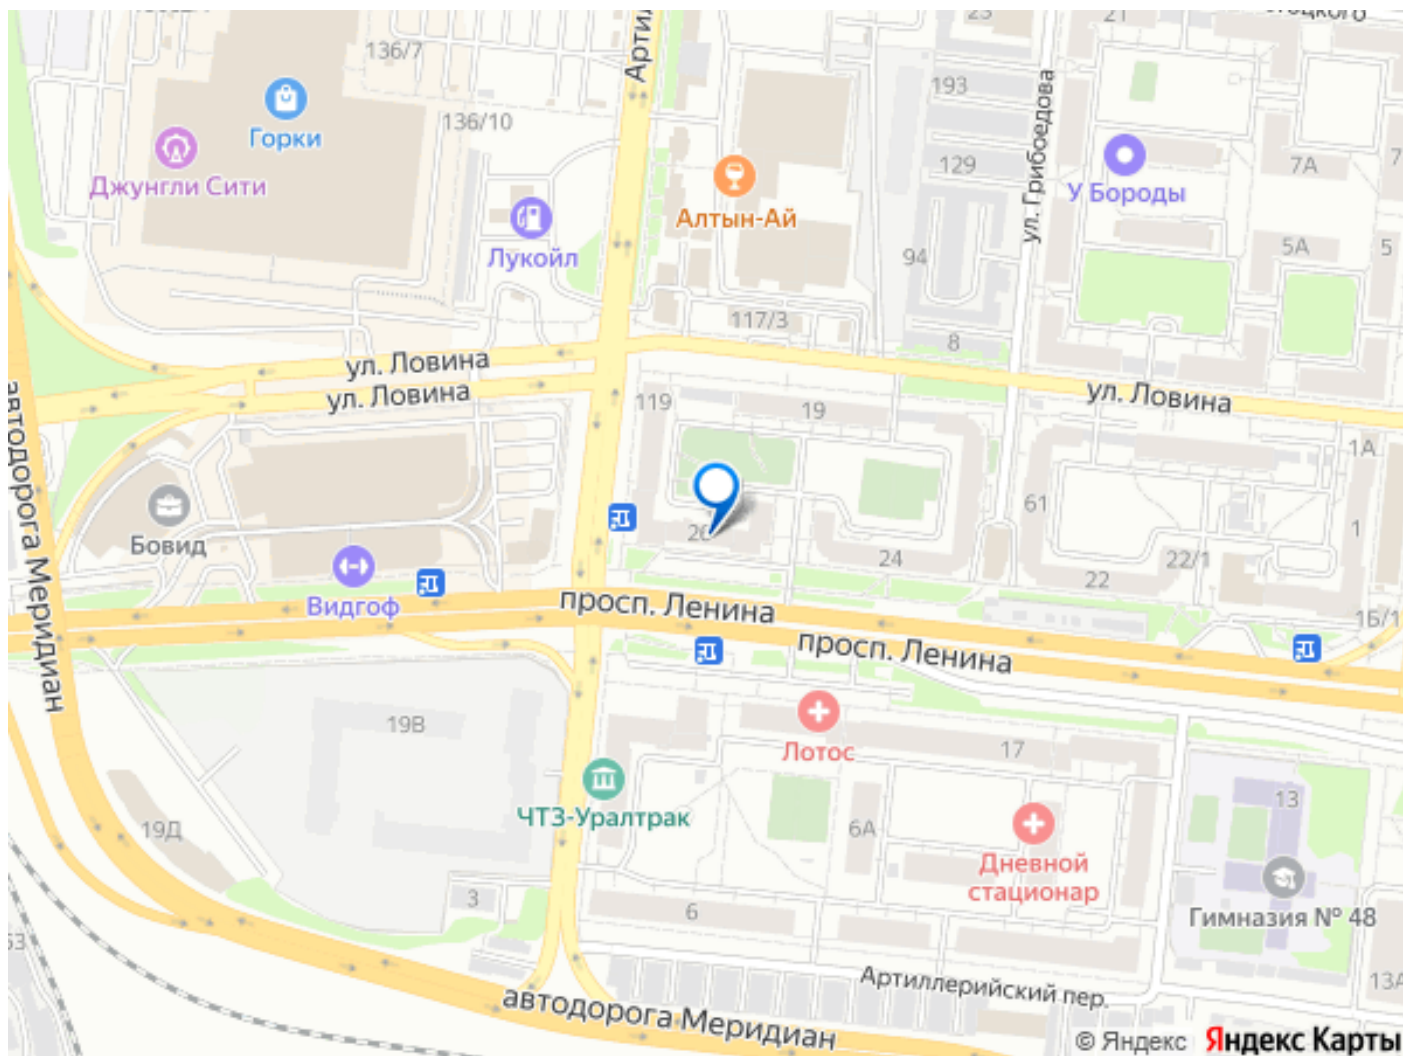 136/7
Арти
23
21
193
ул. Грибоедова
136/10
Горки
Джунгли Сити
129
7А
7
У Бороды
Алтын-Ай
Лукойл
94
5А
5
117/3
8
ул. Ловина
ул. Ловина
ул. Ловина
119
19
1А
автодорога Меридиан
61
1
Бовид
24
22/1
22
Видгоф
просп. Ленина
просп. Ленина
1Б/1
19В
Лотос
17
ЧТЗ-Уралтрак
13
19Д
6А
Дневной
стационар
3
6
Гимназия № 48
Артиллерийский пер.
13А
автодорога Меридиан
© Яндекс Яндекс Карты